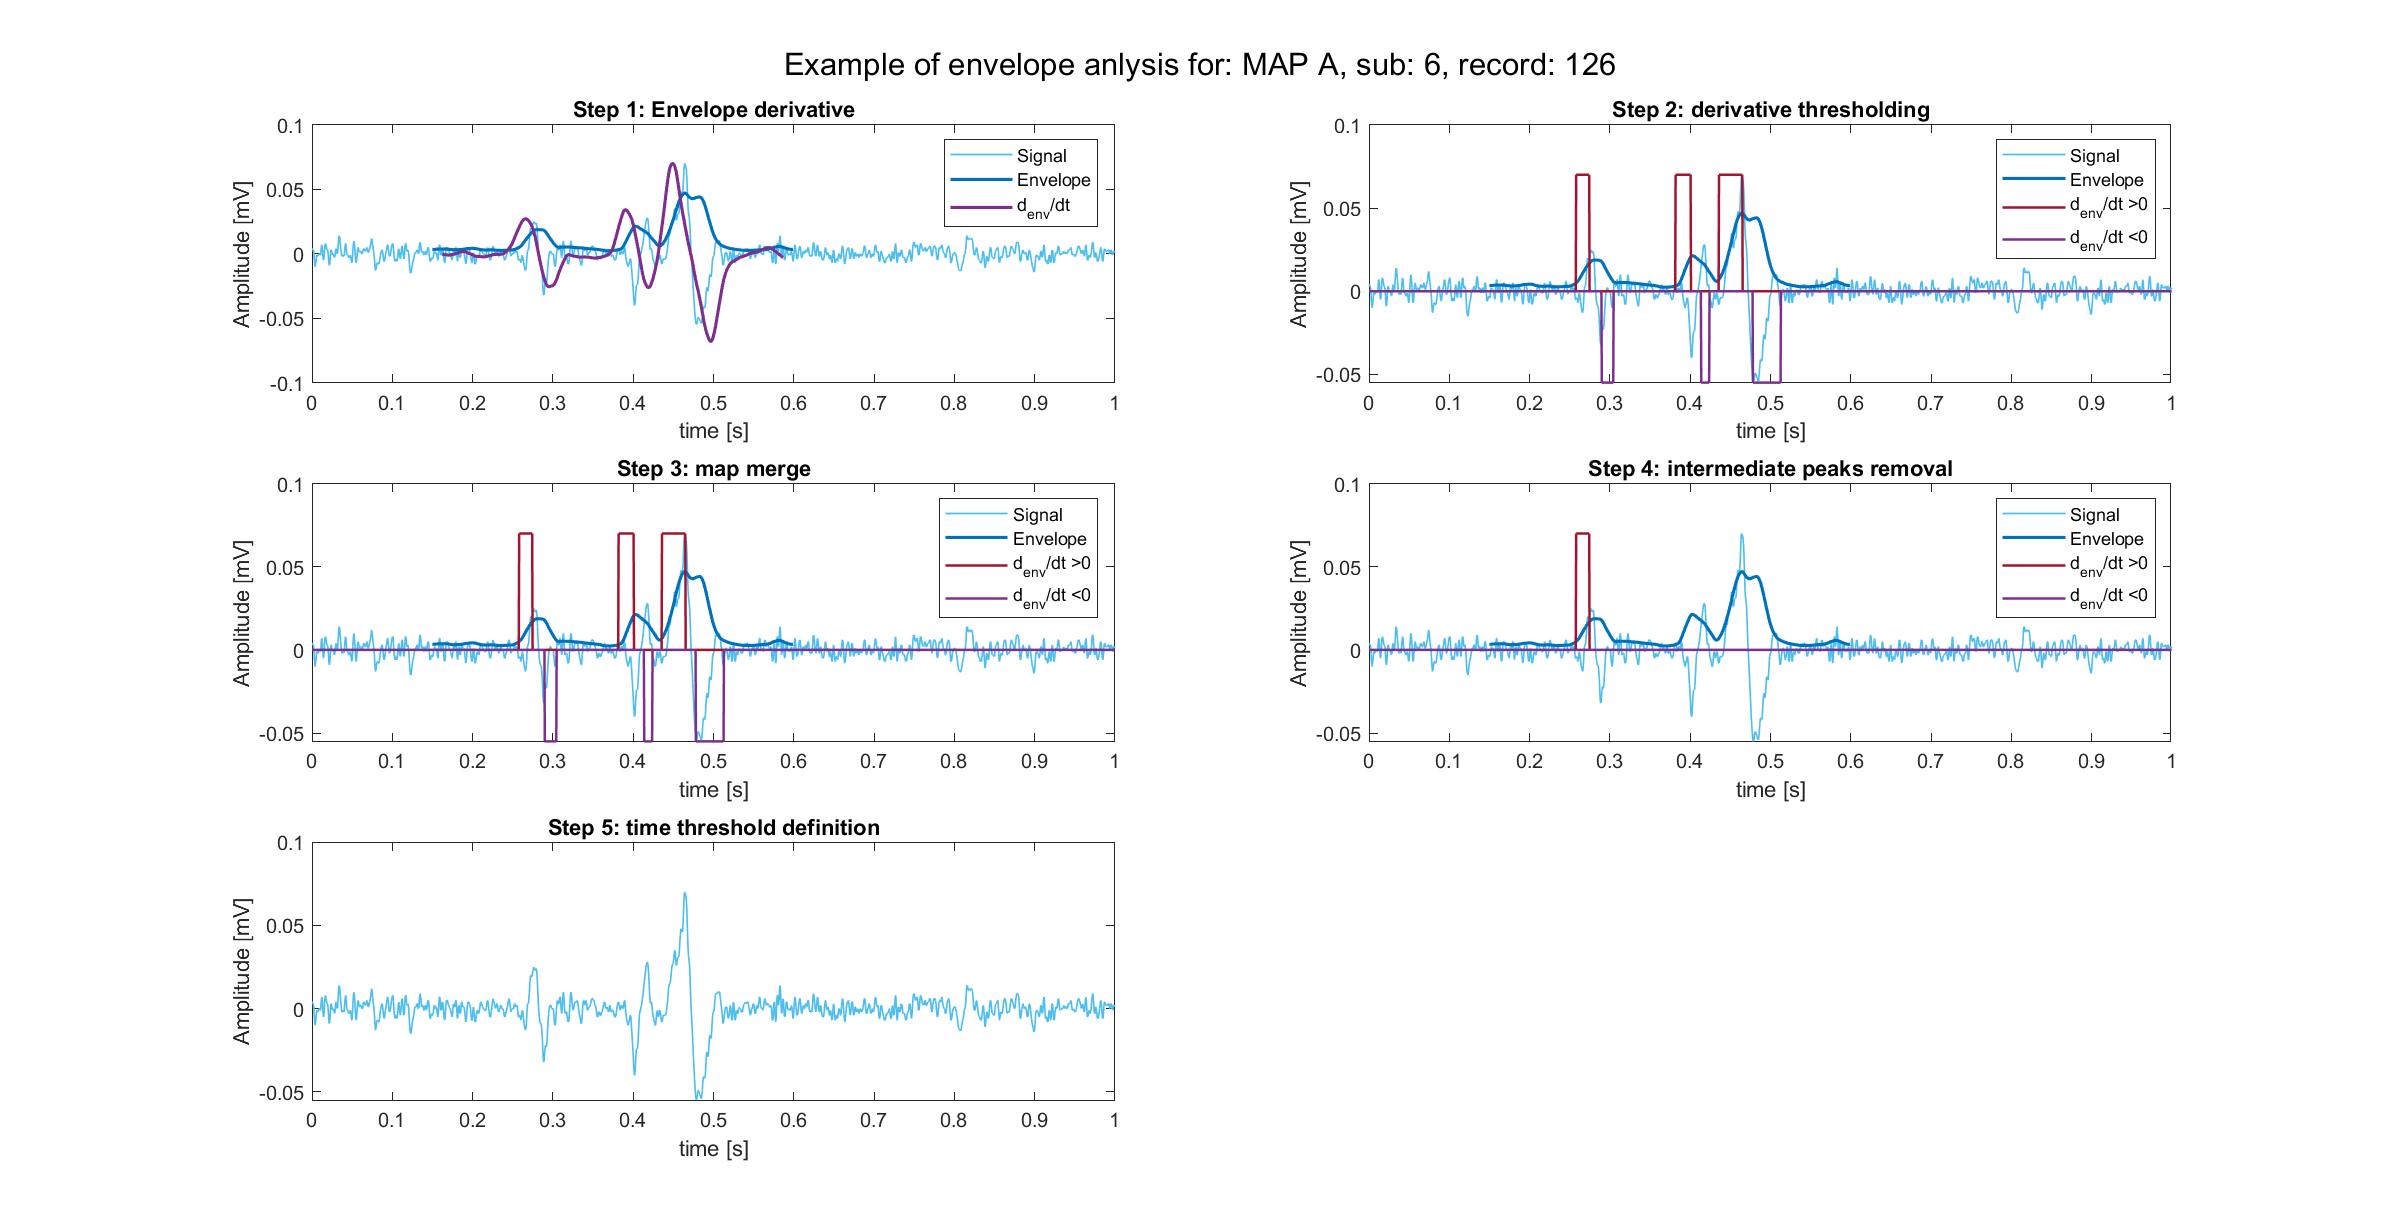 Example of envelope anlysis for: MAP A, sub: 6, record: 126
Step 1: Envelope derivative
0.1
0.05
0
-0.05
-0.1
Amplitude [mV]
0 0.1 0.2 0.3 0.4 0.5 0.6 0.7 0.8 0.9 1
time [s]
Signal
Envelope
d_env/dt
Step 2: derivative thresholding
0.1
0.05
0
-0.05
Amplitude [mV]
0 0.1 0.2 0.3 0.4 0.5 0.6 0.7 0.8 0.9 1
time [s]
Signal
Envelope
d_env/dt >0
d_env/dt <0
Step 3: map merge
0.1
0.05
0
-0.05
Amplitude [mV]
0 0.1 0.2 0.3 0.4 0.5 0.6 0.7 0.8 0.9 1
time [s]
Signal
Envelope
d_env/dt >0
d_env/dt <0
Step 4: intermediate peaks removal
0.1
0.05
0
-0.05
Amplitude [mV]
0 0.1 0.2 0.3 0.4 0.5 0.6 0.7 0.8 0.9 1
time [s]
Signal
Envelope
d_env/dt >0
d_env/dt <0
Step 5: time threshold definition
0.1
0.05
0
-0.05
Amplitude [mV]
0 0.1 0.2 0.3 0.4 0.5 0.6 0.7 0.8 0.9 1
time [s]